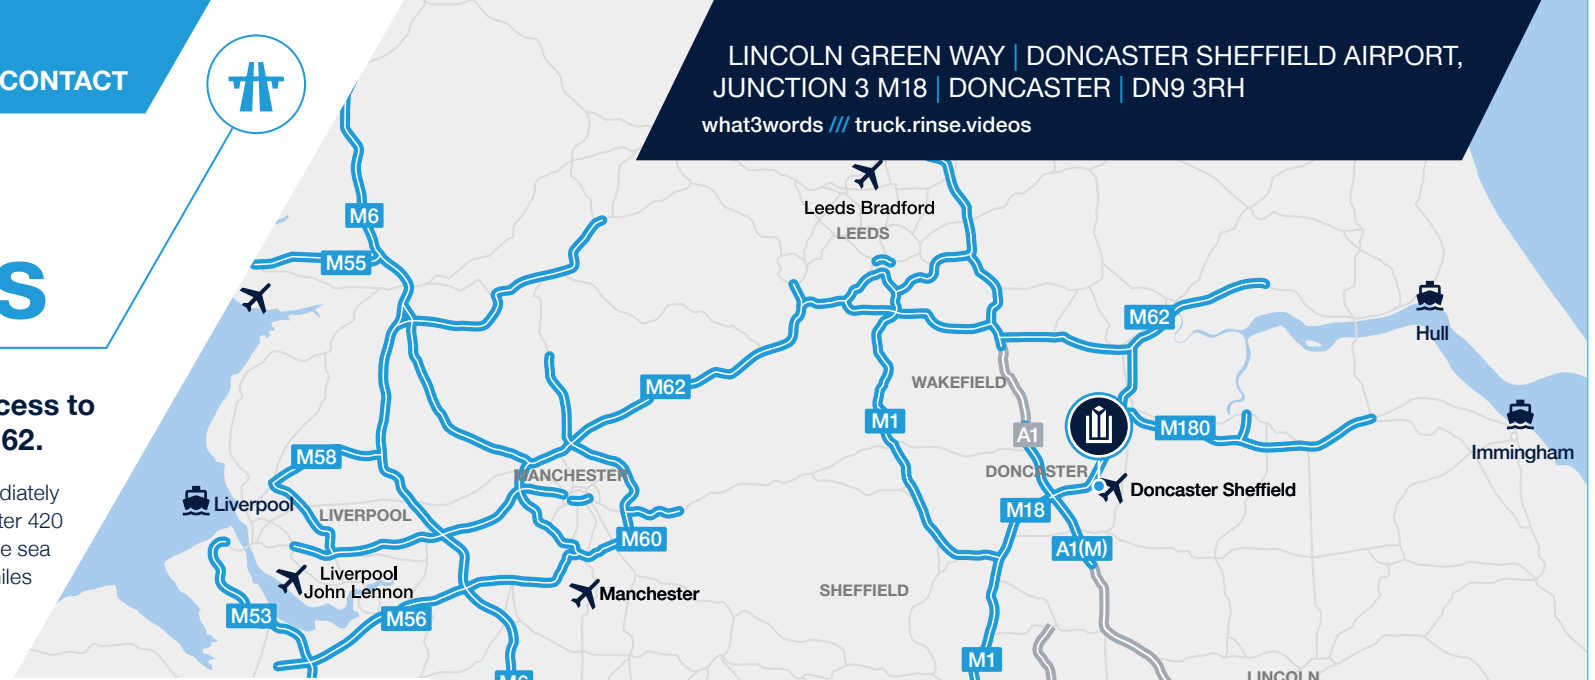 CONTACT
LINCOLN GREEN WAY | DONCASTER SHEFFIELD AIRPORT,
JUNCTION 3 M18 | DONCASTER | DN9 3RH
what3words /// truck.rinse.videos
s
cess to
62.
diately
ter 420
e sea
iles
M6
M55
Leeds Bradford
LEEDS
M62
Hull
WAKEFIELD
M62
M1
A1
M180
Immingham
M58
MANCHESTER
DONCASTER
Doncaster Sheffield
Liverpool
LIVERPOOL
M18
M60
A1(M)
Liverpool
John Lennon
Manchester
SHEFFIELD
M53
M56
M1
M6
LINCOLN